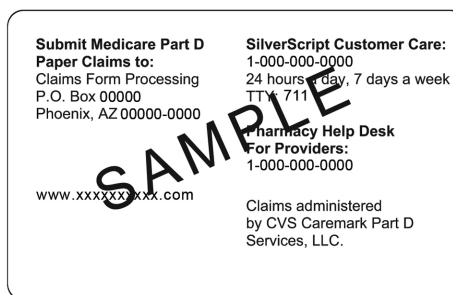 Submit Medicare Part D
Paper Claims to:
Claims Form Processing
P.O. Box 00000
Phoenix, AZ 00000-0000
www.xxxxxxxxxx.com
SilverScript Customer Care:
1-000-000-0000
24 hours a day, 7 days a week
TTY: 711
Pharmacy Help Desk
For Providers:
1-000-000-0000
Claims administered
by CVS Caremark Part D
Services, LLC.
SAMPLE